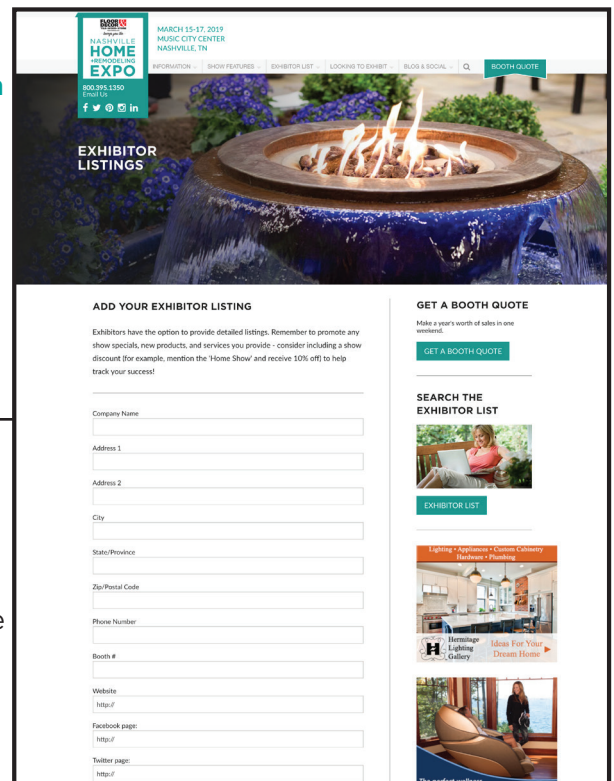 FLOOR
DECOR
NASHVILLE
HOME
+REMODELING
EXPO
800.395.1350
Email Us
MARCH 15-17, 2019
MUSIC CITY CENTER
NASHVILLE, TN
INFORMATION
SHOW FEATURES
EXHIBITOR LIST
LOOKING TO EXHIBIT
BLOG & SOCIAL
BOOTH QUOTE
EXHIBITOR
LISTINGS
ADD YOUR EXHIBITOR LISTING
Exhibitors have the option to provide detailed listings. Remember to promote any
show specials, new products, and services you provide - consider including a show
discount (for example, mention the 'Home Show' and receive 10% off) to help
track your success!
Company Name
Address 1
Address 2
City
State/Province
Zip/Postal Code
Phone Number
Booth #
Website
http://
Facebook page:
http://
Twitter page:
http://
GET A BOOTH QUOTE
Make a year's worth of sales in one
weekend.
GET A BOOTH QUOTE
SEARCH THE
EXHIBITOR LIST
EXHIBITOR LIST
Lighting • Appliances • Custom Cabinetry
Hardware • Plumbing
H
Hermitage
Lighting
Gallery
Ideas For Your
Dream Home
The perfect wellness